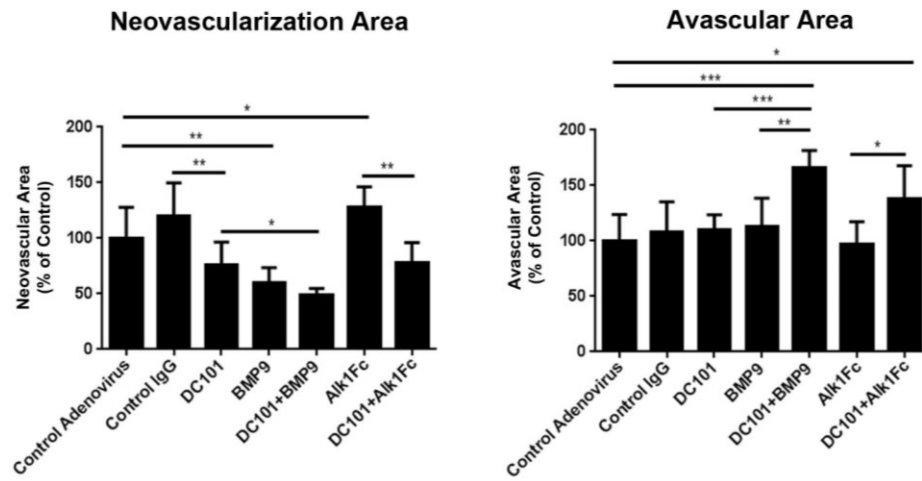 Neovascularization Area
*
**
**
**
*
200
150
100
50
0
Neovascular Area
(% of Control)
Control Adenovirus
Control IgG
DC101
BMP9
DC101+BMP9
Alk1Fc
DC101+Alk1Fc
Avascular Area
*
***
***
**
*
200
150
100
50
0
Avascular Area
(% of Control)
Control Adenovirus
Control IgG
DC101
BMP9
DC101+BMP9
Alk1Fc
DC101+Alk1Fc